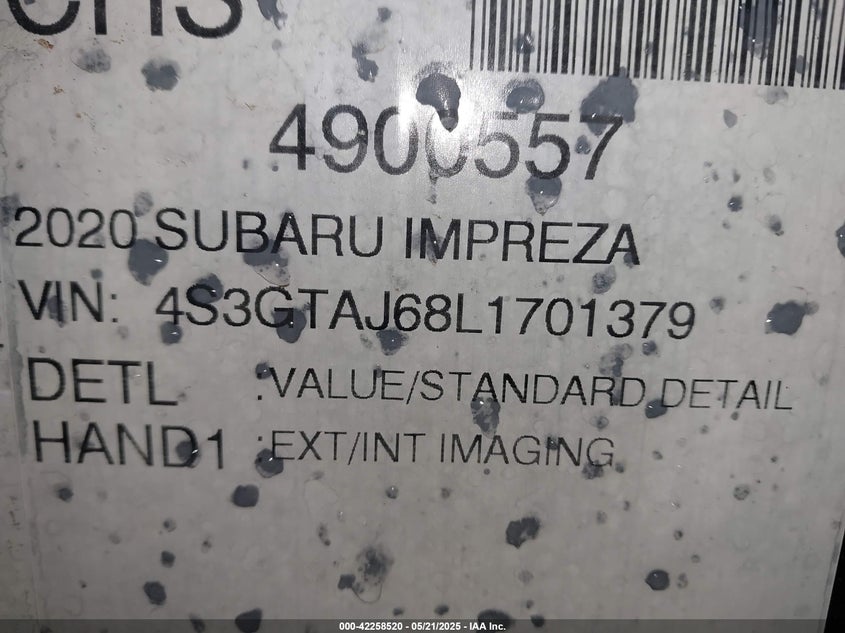 4900557
2020 SUBARU IMPREZA
VIN: 4S3GTAJ68L1701379
DETL :VALUE/STANDARD DETAIL
HAND1 :EXT/INT IMAGING
000-42258520 - 05/21/2025 - IAA Inc.